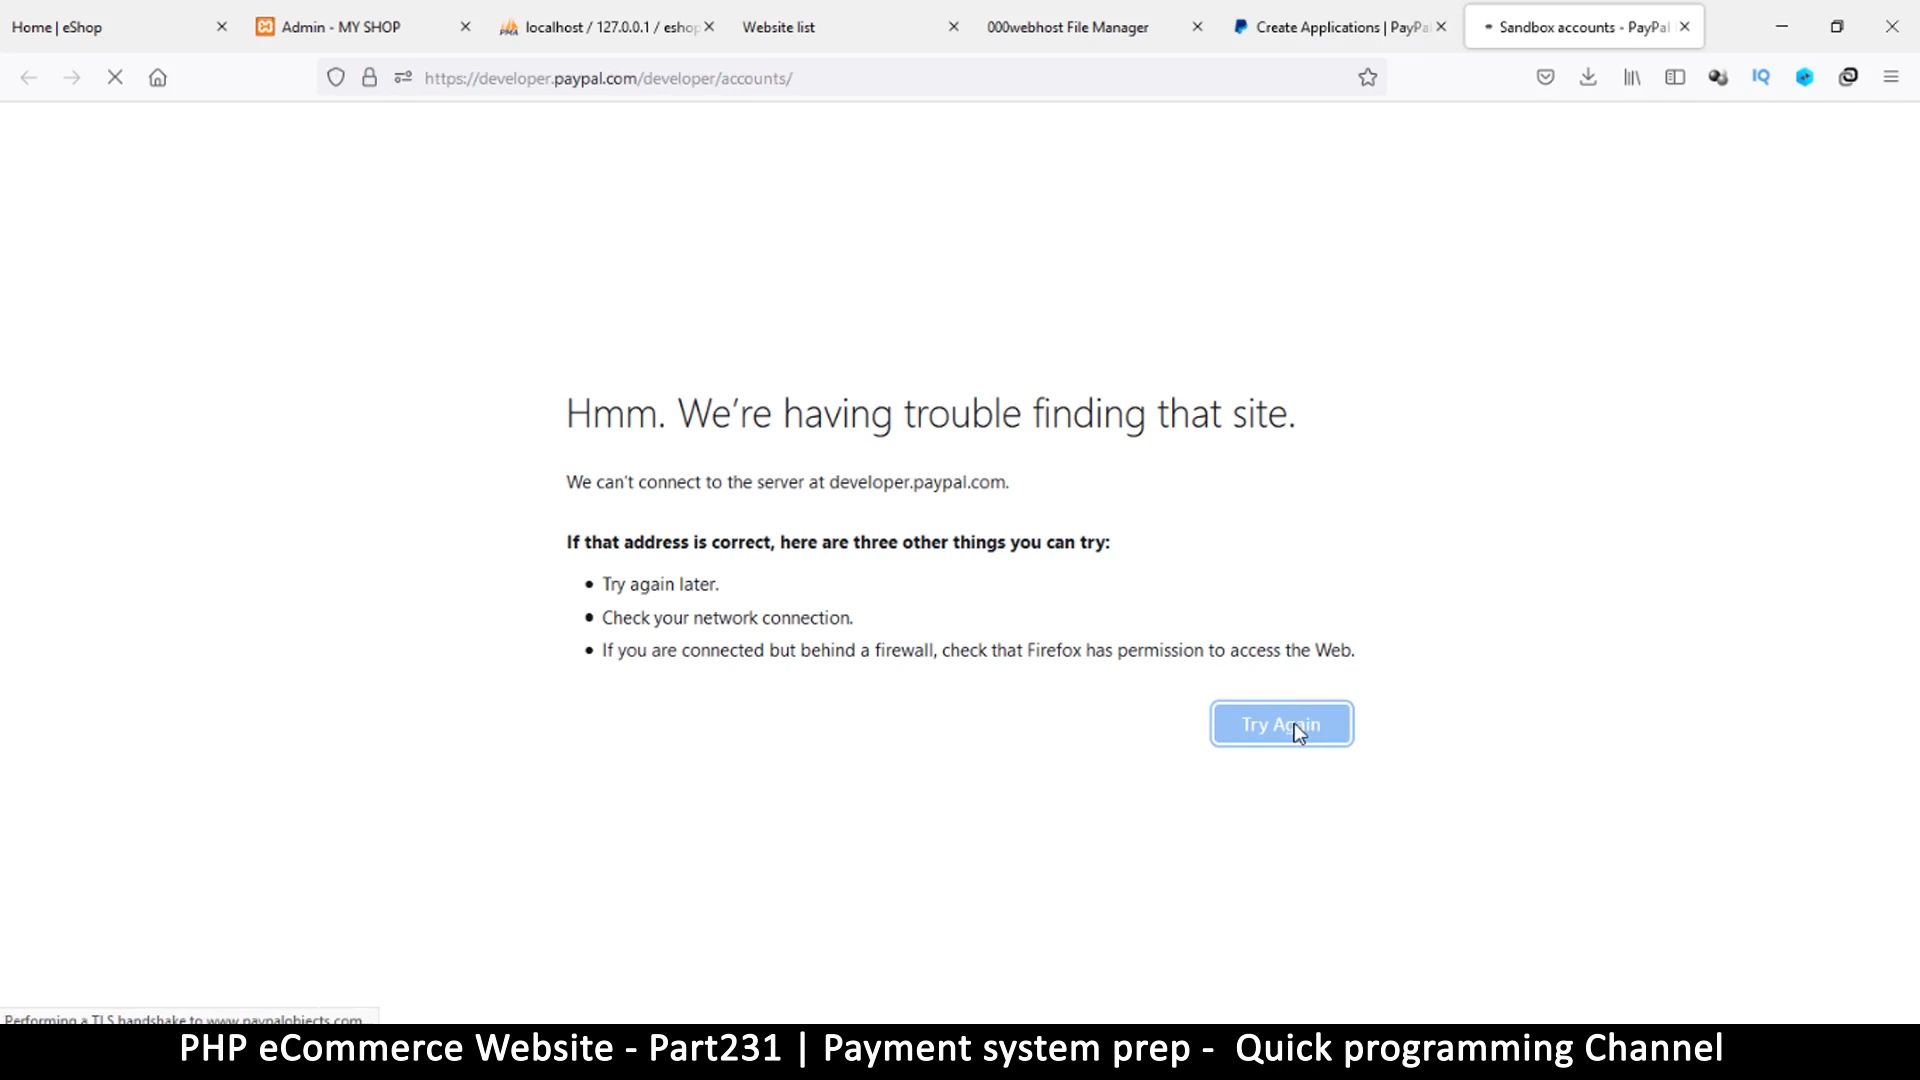 Home | eShop
Admin - MY SHOP
localhost / 127.0.0.1 / eshop
Website list
000webhost File Manager
Create Applications | PayPal
Sandbox accounts - PayPal
https://developer.paypal.com/developer/accounts/
IQ
Hmm. We're having trouble finding that site.
We can't connect to the server at developer.paypal.com.
If that address is correct, here are three other things you can try:
• Try again later.
• Check your network connection.
• If you are connected but behind a firewall, check that Firefox has permission to access the Web.
Try Again
Performing a TLS handshake to www.paypalobjects.com
PHP eCommerce Website - Part231 | Payment system prep - Quick programming Channel